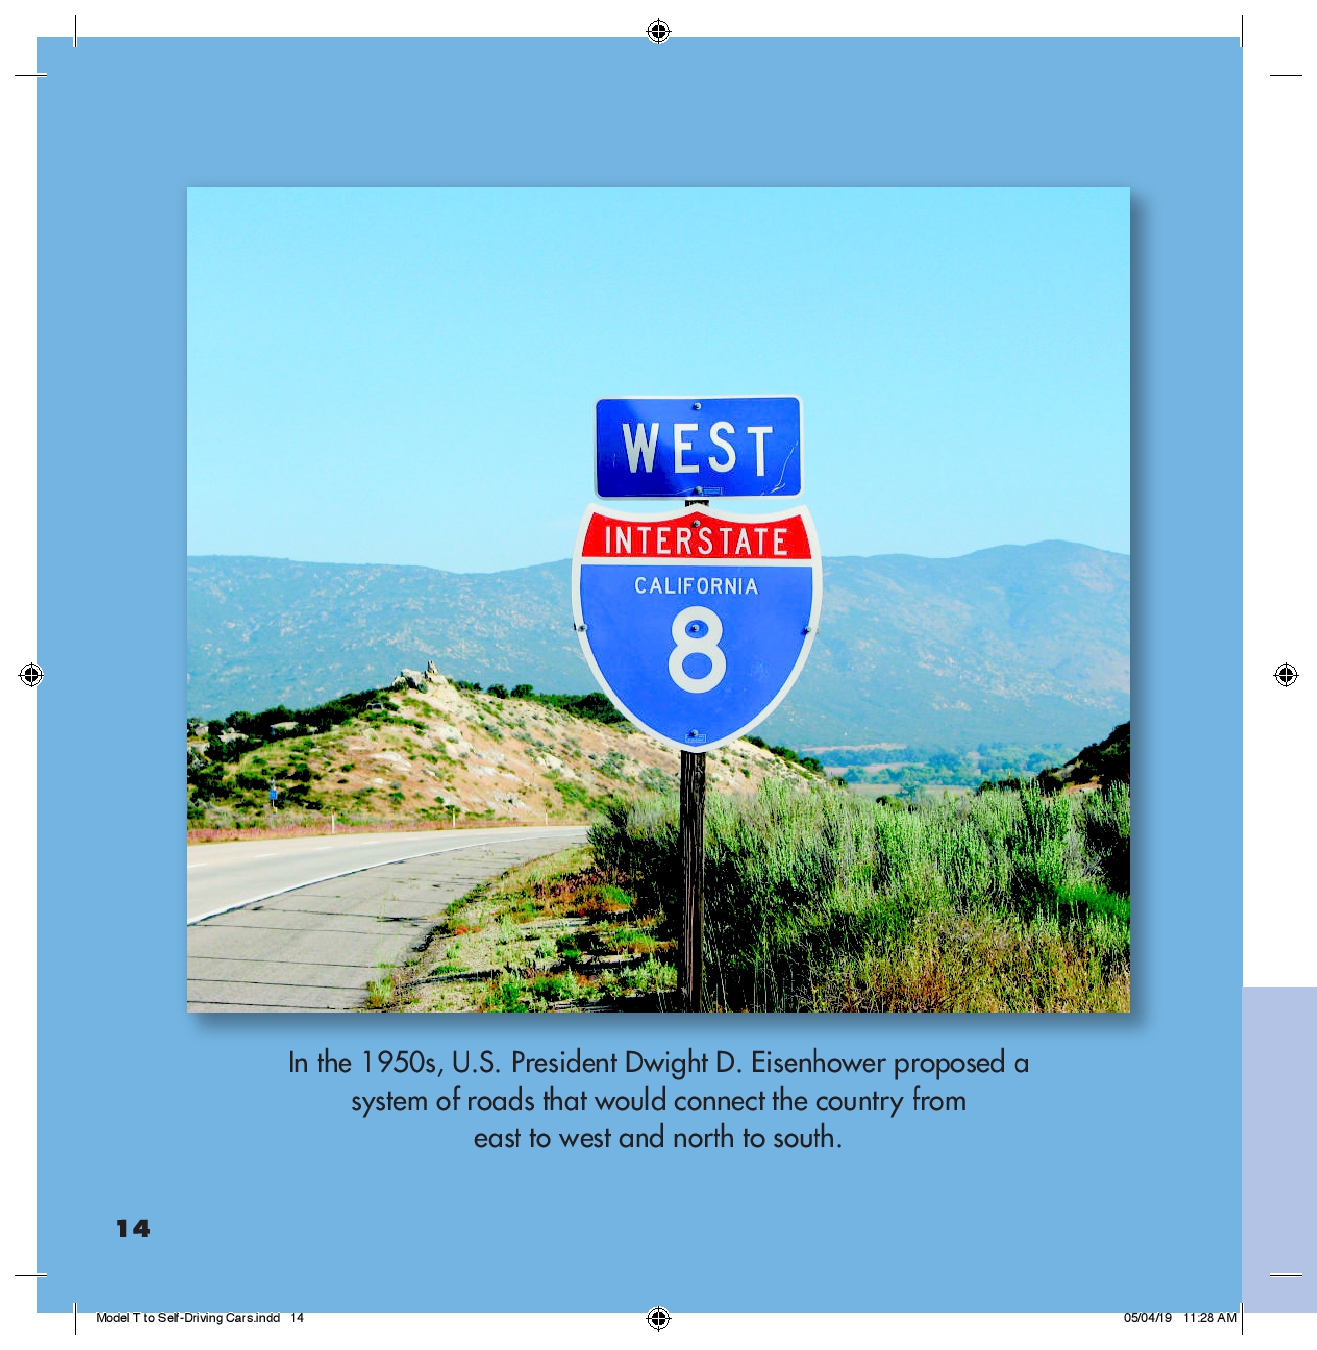 WEST
INTERSTATE
CALIFORNIA
8
In the 1950s, U.S. President Dwight D. Eisenhower proposed a
system of roads that would connect the country from
east to west and north to south.
14
Model T to Self-Driving Cars.indd 14
05/04/19 11:28 AM